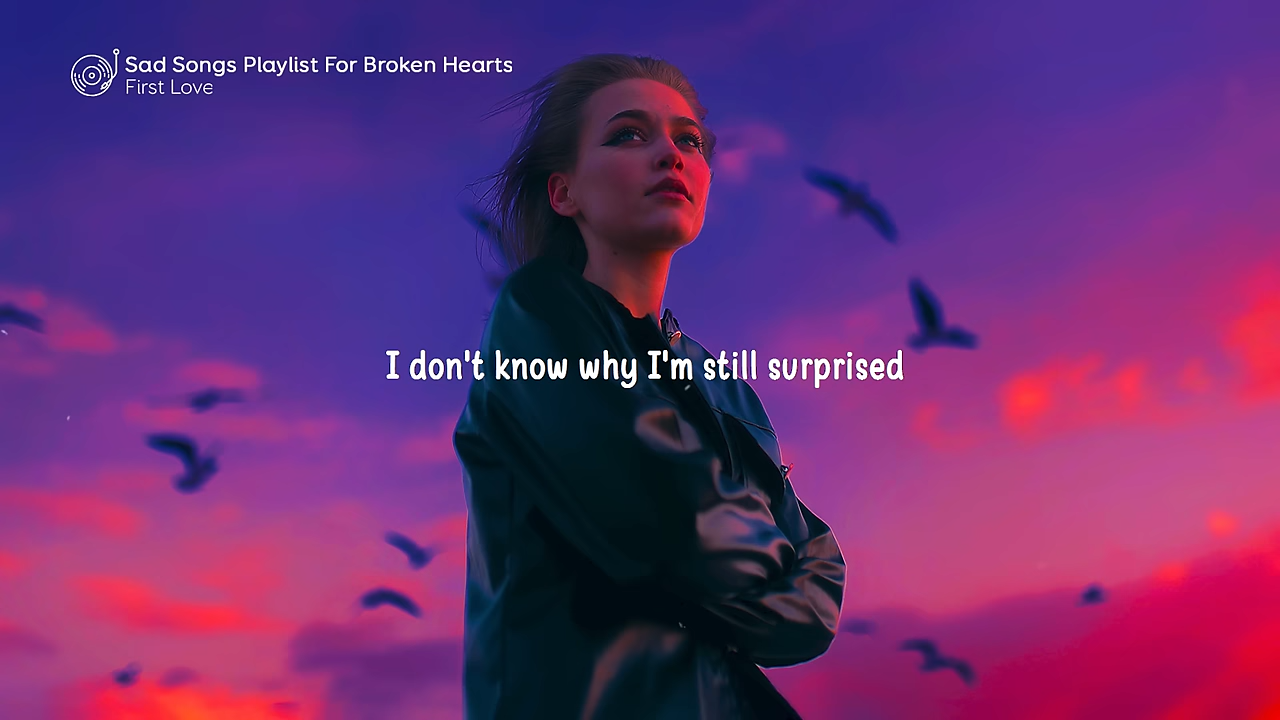 Sad Songs Playlist For Broken Hearts
First Love
I don't know why I'm still surprised